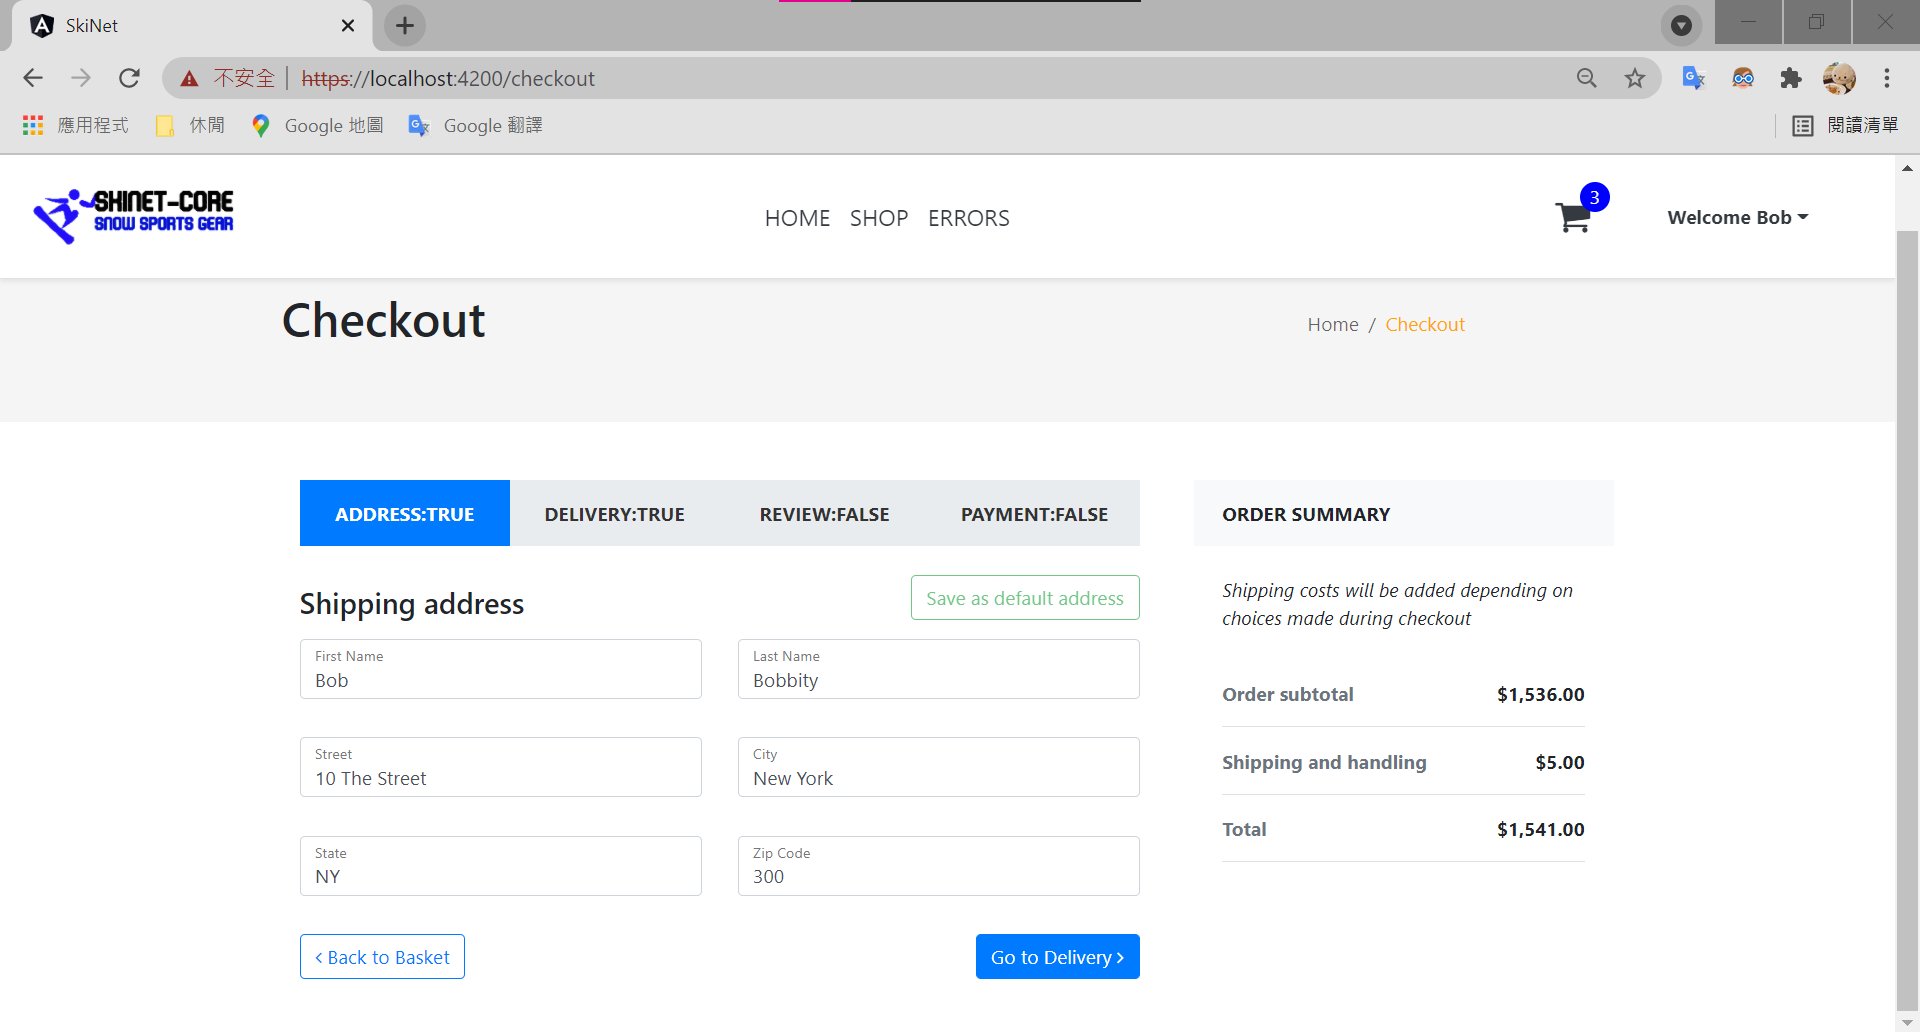 SkiNet
不安全 https://localhost:4200/checkout
應用程式 休閒 Google 地圖 Google 翻譯 閱讀清單
SHINET-CORE
SNOW SPORTS GEAR
HOME SHOP ERRORS
3
Welcome Bob
Checkout
Home / Checkout
ADDRESS:TRUE DELIVERY:TRUE REVIEW:FALSE PAYMENT:FALSE
Shipping address
Save as default address
First Name
Bob
Last Name
Bobbity
Street
10 The Street
City
New York
State
NY
Zip Code
300
< Back to Basket
Go to Delivery >
ORDER SUMMARY
Shipping costs will be added depending on
choices made during checkout
Order subtotal $1,536.00
Shipping and handling $5.00
Total $1,541.00